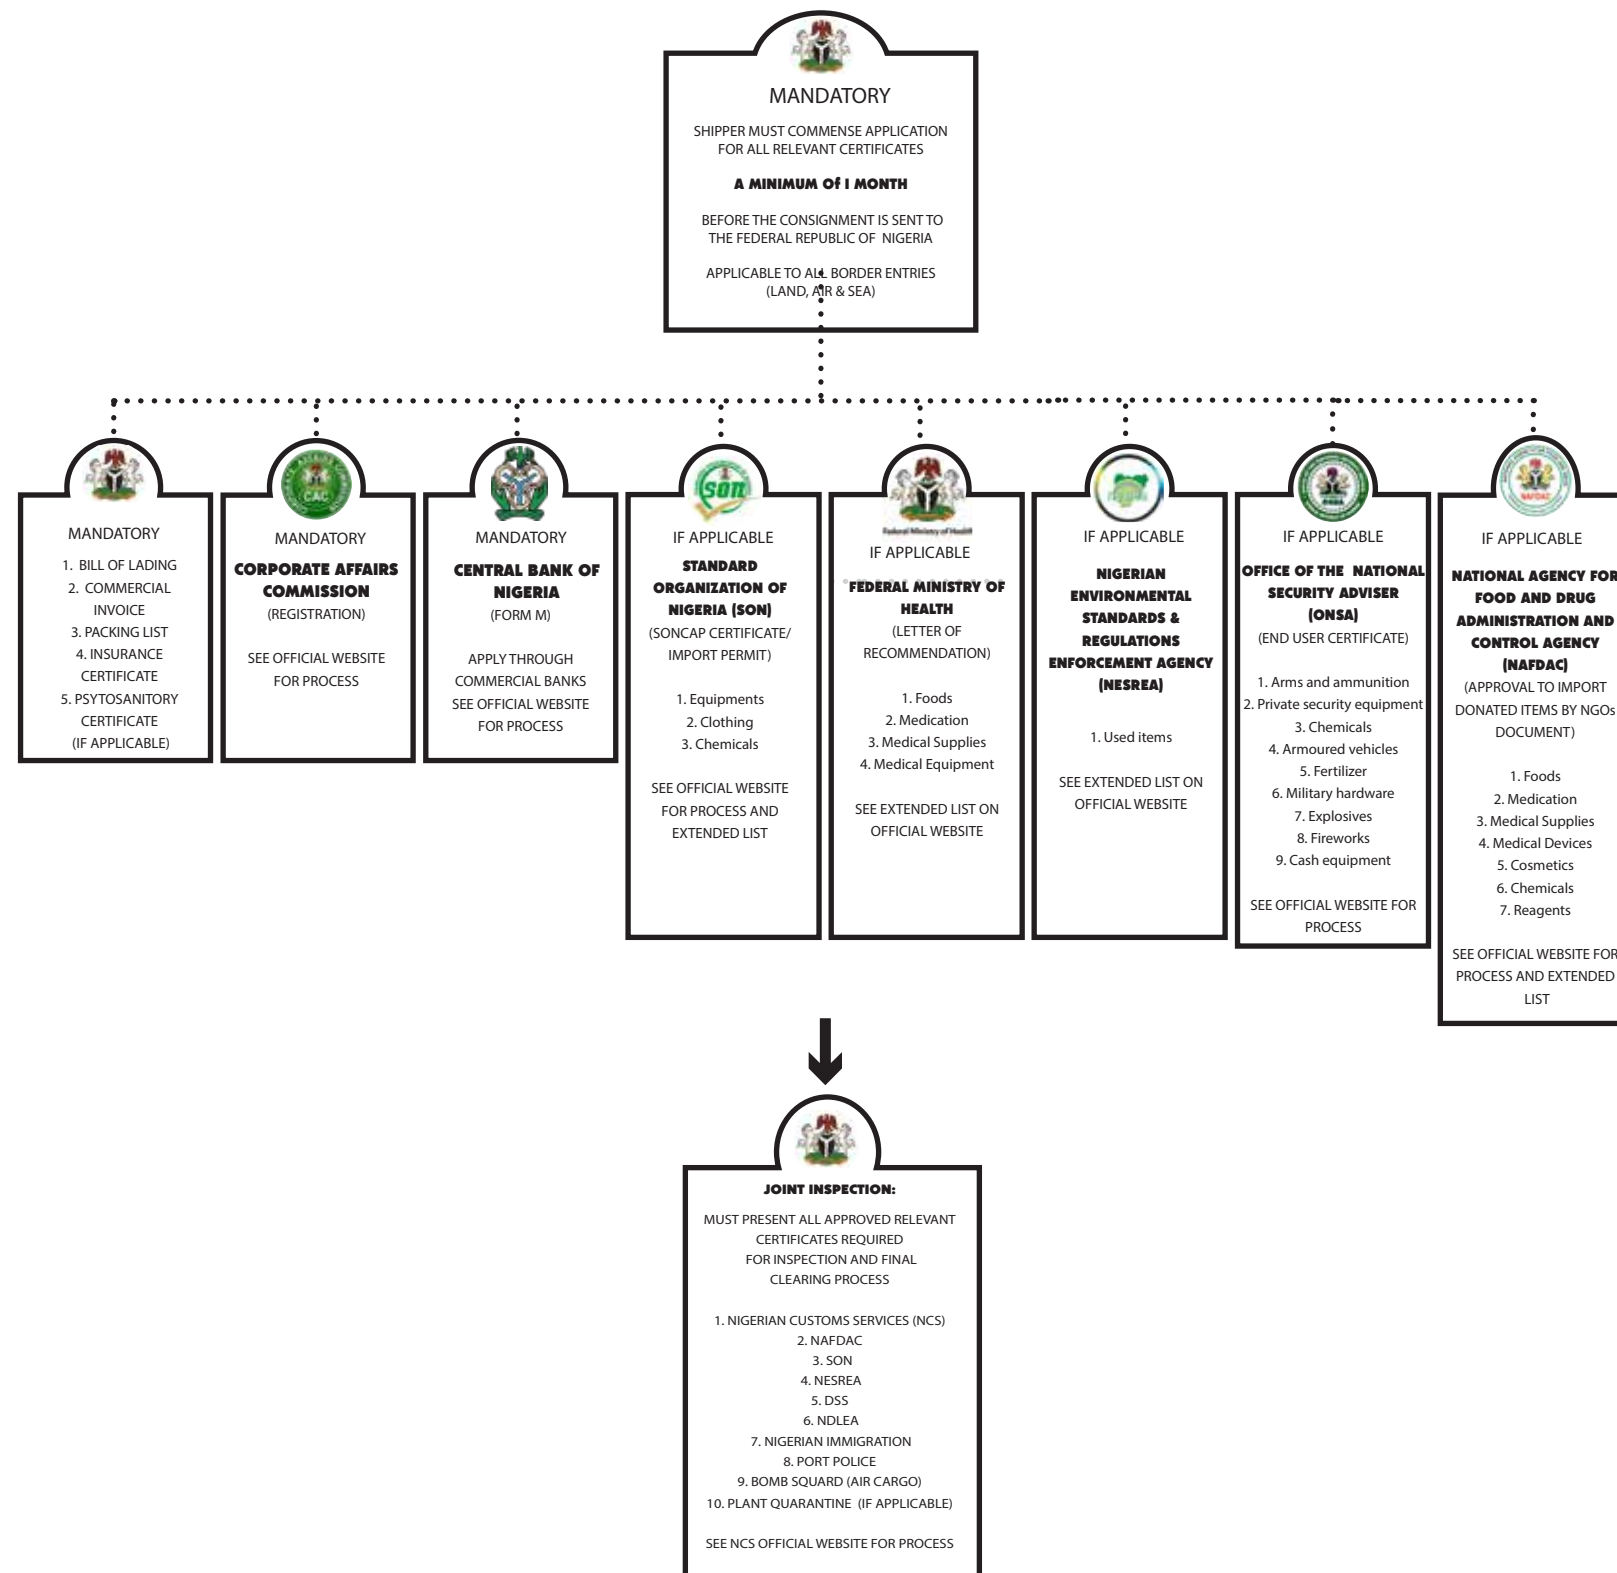 MANDATORY
SHIPPER MUST COMMENSE APPLICATION
FOR ALL RELEVANT CERTIFICATES
A MINIMUM Of I MONTH
BEFORE THE CONSIGNMENT IS SENT TO
THE FEDERAL REPUBLIC OF NIGERIA
APPLICABLE TO ALL BORDER ENTRIES
(LAND, AIR & SEA)
MANDATORY
1. BILL OF LADING
2. COMMERCIAL
INVOICE
3. PACKING LIST
4. INSURANCE
CERTIFICATE
5. PSYTOSANITORY
CERTIFICATE
(IF APPLICABLE)
CAC
MANDATORY
CORPORATE AFFAIRS
COMMISSION
(REGISTRATION)
SEE OFFICIAL WEBSITE
FOR PROCESS
MANDATORY
CENTRAL BANK OF
NIGERIA
(FORM M)
APPLY THROUGH
COMMERCIAL BANKS
SEE OFFICIAL WEBSITE
FOR PROCESS
son
IF APPLICABLE
STANDARD
ORGANIZATION OF
NIGERIA (SON)
(SONCAP CERTIFICATE/
IMPORT PERMIT)
1. Equipments
2. Clothing
3. Chemicals
SEE OFFICIAL WEBSITE
FOR PROCESS AND
EXTENDED LIST
Federal Ministry of Health
IF APPLICABLE
FEDERAL MINISTRY OF
HEALTH
(LETTER OF
RECOMMENDATION)
1. Foods
2. Medication
3. Medical Supplies
4. Medical Equipment
SEE EXTENDED LIST ON
OFFICIAL WEBSITE
IF APPLICABLE
NIGERIAN
ENVIRONMENTAL
STANDARDS &
REGULATIONS
ENFORCEMENT AGENCY
(NESREA)
1. Used items
SEE EXTENDED LIST ON
OFFICIAL WEBSITE
IF APPLICABLE
OFFICE OF THE NATIONAL
SECURITY ADVISER
(ONSA)
(END USER CERTIFICATE)
1. Arms and ammunition
2. Private security equipment
3. Chemicals
4. Armoured vehicles
5. Fertilizer
6. Military hardware
7. Explosives
8. Fireworks
9. Cash equipment
SEE OFFICIAL WEBSITE FOR
PROCESS
NAFDAC
IF APPLICABLE
NATIONAL AGENCY FOR
FOOD AND DRUG
ADMINISTRATION AND
CONTROL AGENCY
(NAFDAC)
(APPROVAL TO IMPORT
DONATED ITEMS BY NGOs
DOCUMENT)
1. Foods
2. Medication
3. Medical Supplies
4. Medical Devices
5. Cosmetics
6. Chemicals
7. Reagents
SEE OFFICIAL WEBSITE FOR
PROCESS AND EXTENDED
LIST
JOINT INSPECTION:
MUST PRESENT ALL APPROVED RELEVANT
CERTIFICATES REQUIRED
FOR INSPECTION AND FINAL
CLEARING PROCESS
1. NIGERIAN CUSTOMS SERVICES (NCS)
2. NAFDAC
3. SON
4. NESREA
5. DSS
6. NDLEA
7. NIGERIAN IMMIGRATION
8. PORT POLICE
9. BOMB SQUARD (AIR CARGO)
10. PLANT QUARANTINE (IF APPLICABLE)
SEE NCS OFFICIAL WEBSITE FOR PROCESS